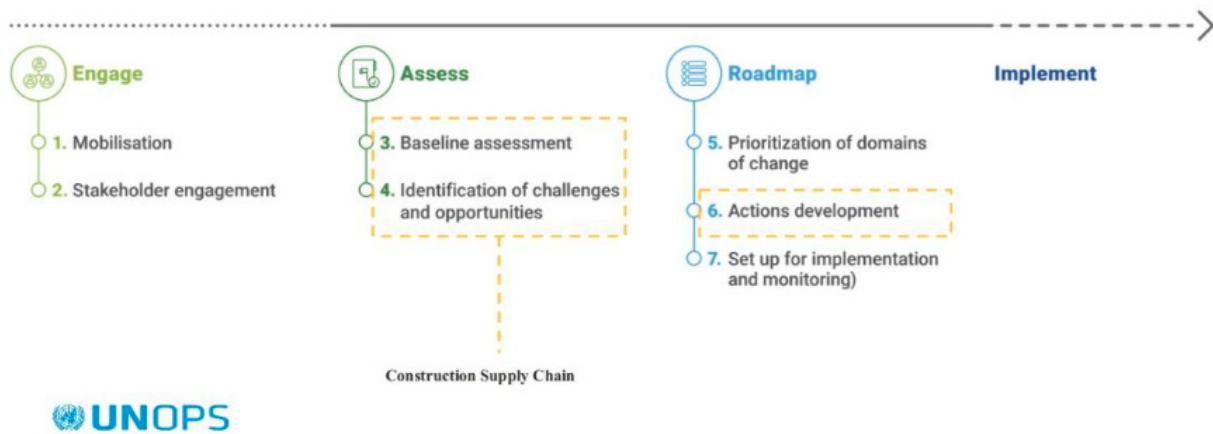 Engage
1. Mobilisation
2. Stakeholder engagement
Assess
3. Baseline assessment
4. Identification of challenges
and opportunities
Roadmap
5. Prioritization of domains
of change
6. Actions development
7. Set up for implementation
and monitoring)
Implement
Construction Supply Chain
UNOPS